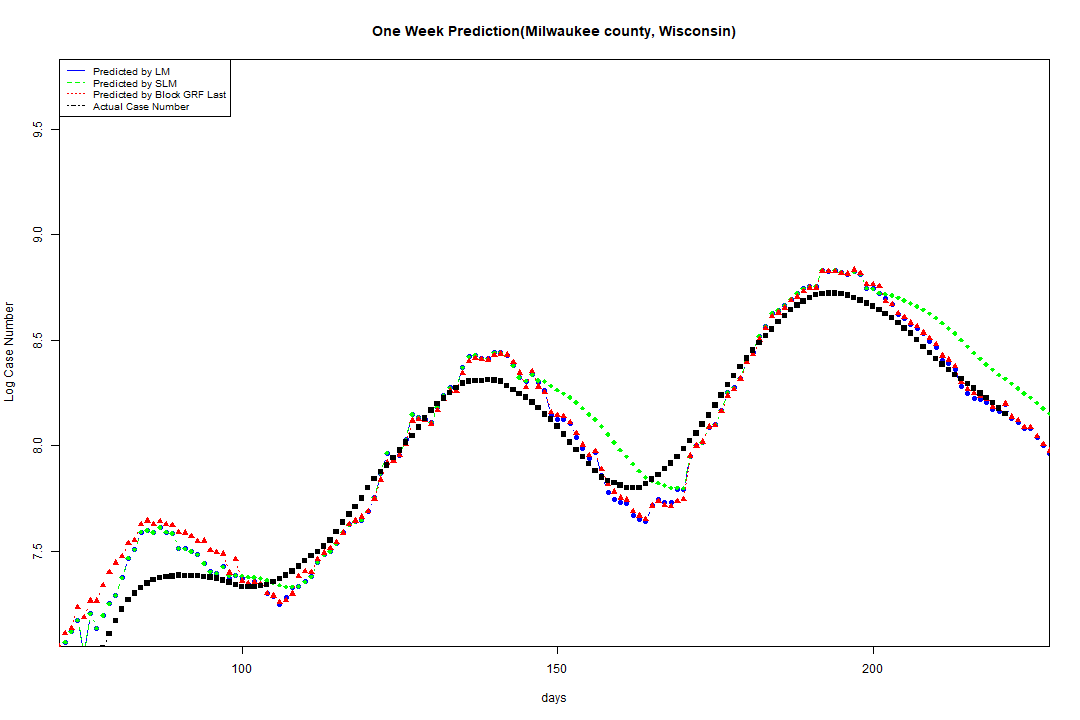 One Week Prediction(Milwaukee county, Wisconsin)
Predicted by LM
Predicted by SLM
Predicted by Block GRF Last
Actual Case Number
9.5
9.0
8.5
8.0
7.5
Log Case Number
100
150
200
days